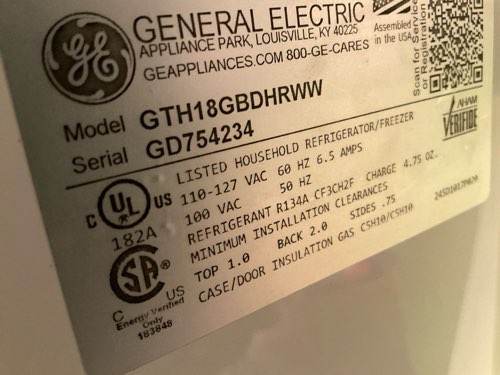 GE
GENERAL ELECTRIC
APPLIANCE PARK, LOUISVILLE, KY 40225
GEAPPLIANCES.COM 800-GE-CARES
Assembled
in the USA
Scan for Service
or Registration
Model GTH18GBDHRWW
Serial GD754234
AHAM
VERIFIDE
C UL US
182A
LISTED HOUSEHOLD REFRIGERATOR/FREEZER
110-127 VAC 60 HZ 6.5 AMPS
100 VAC 50 HZ
REFRIGERANT R134A CF3CH2F CHARGE 4.75 OZ.
MINIMUM INSTALLATION CLEARANCES
TOP 1.0 BACK 2.0 SIDES .75
CASE/DOOR INSULATION GAS C5H10/C5H10
245D1017P020
C SA US
Energy Verified
Only
183848